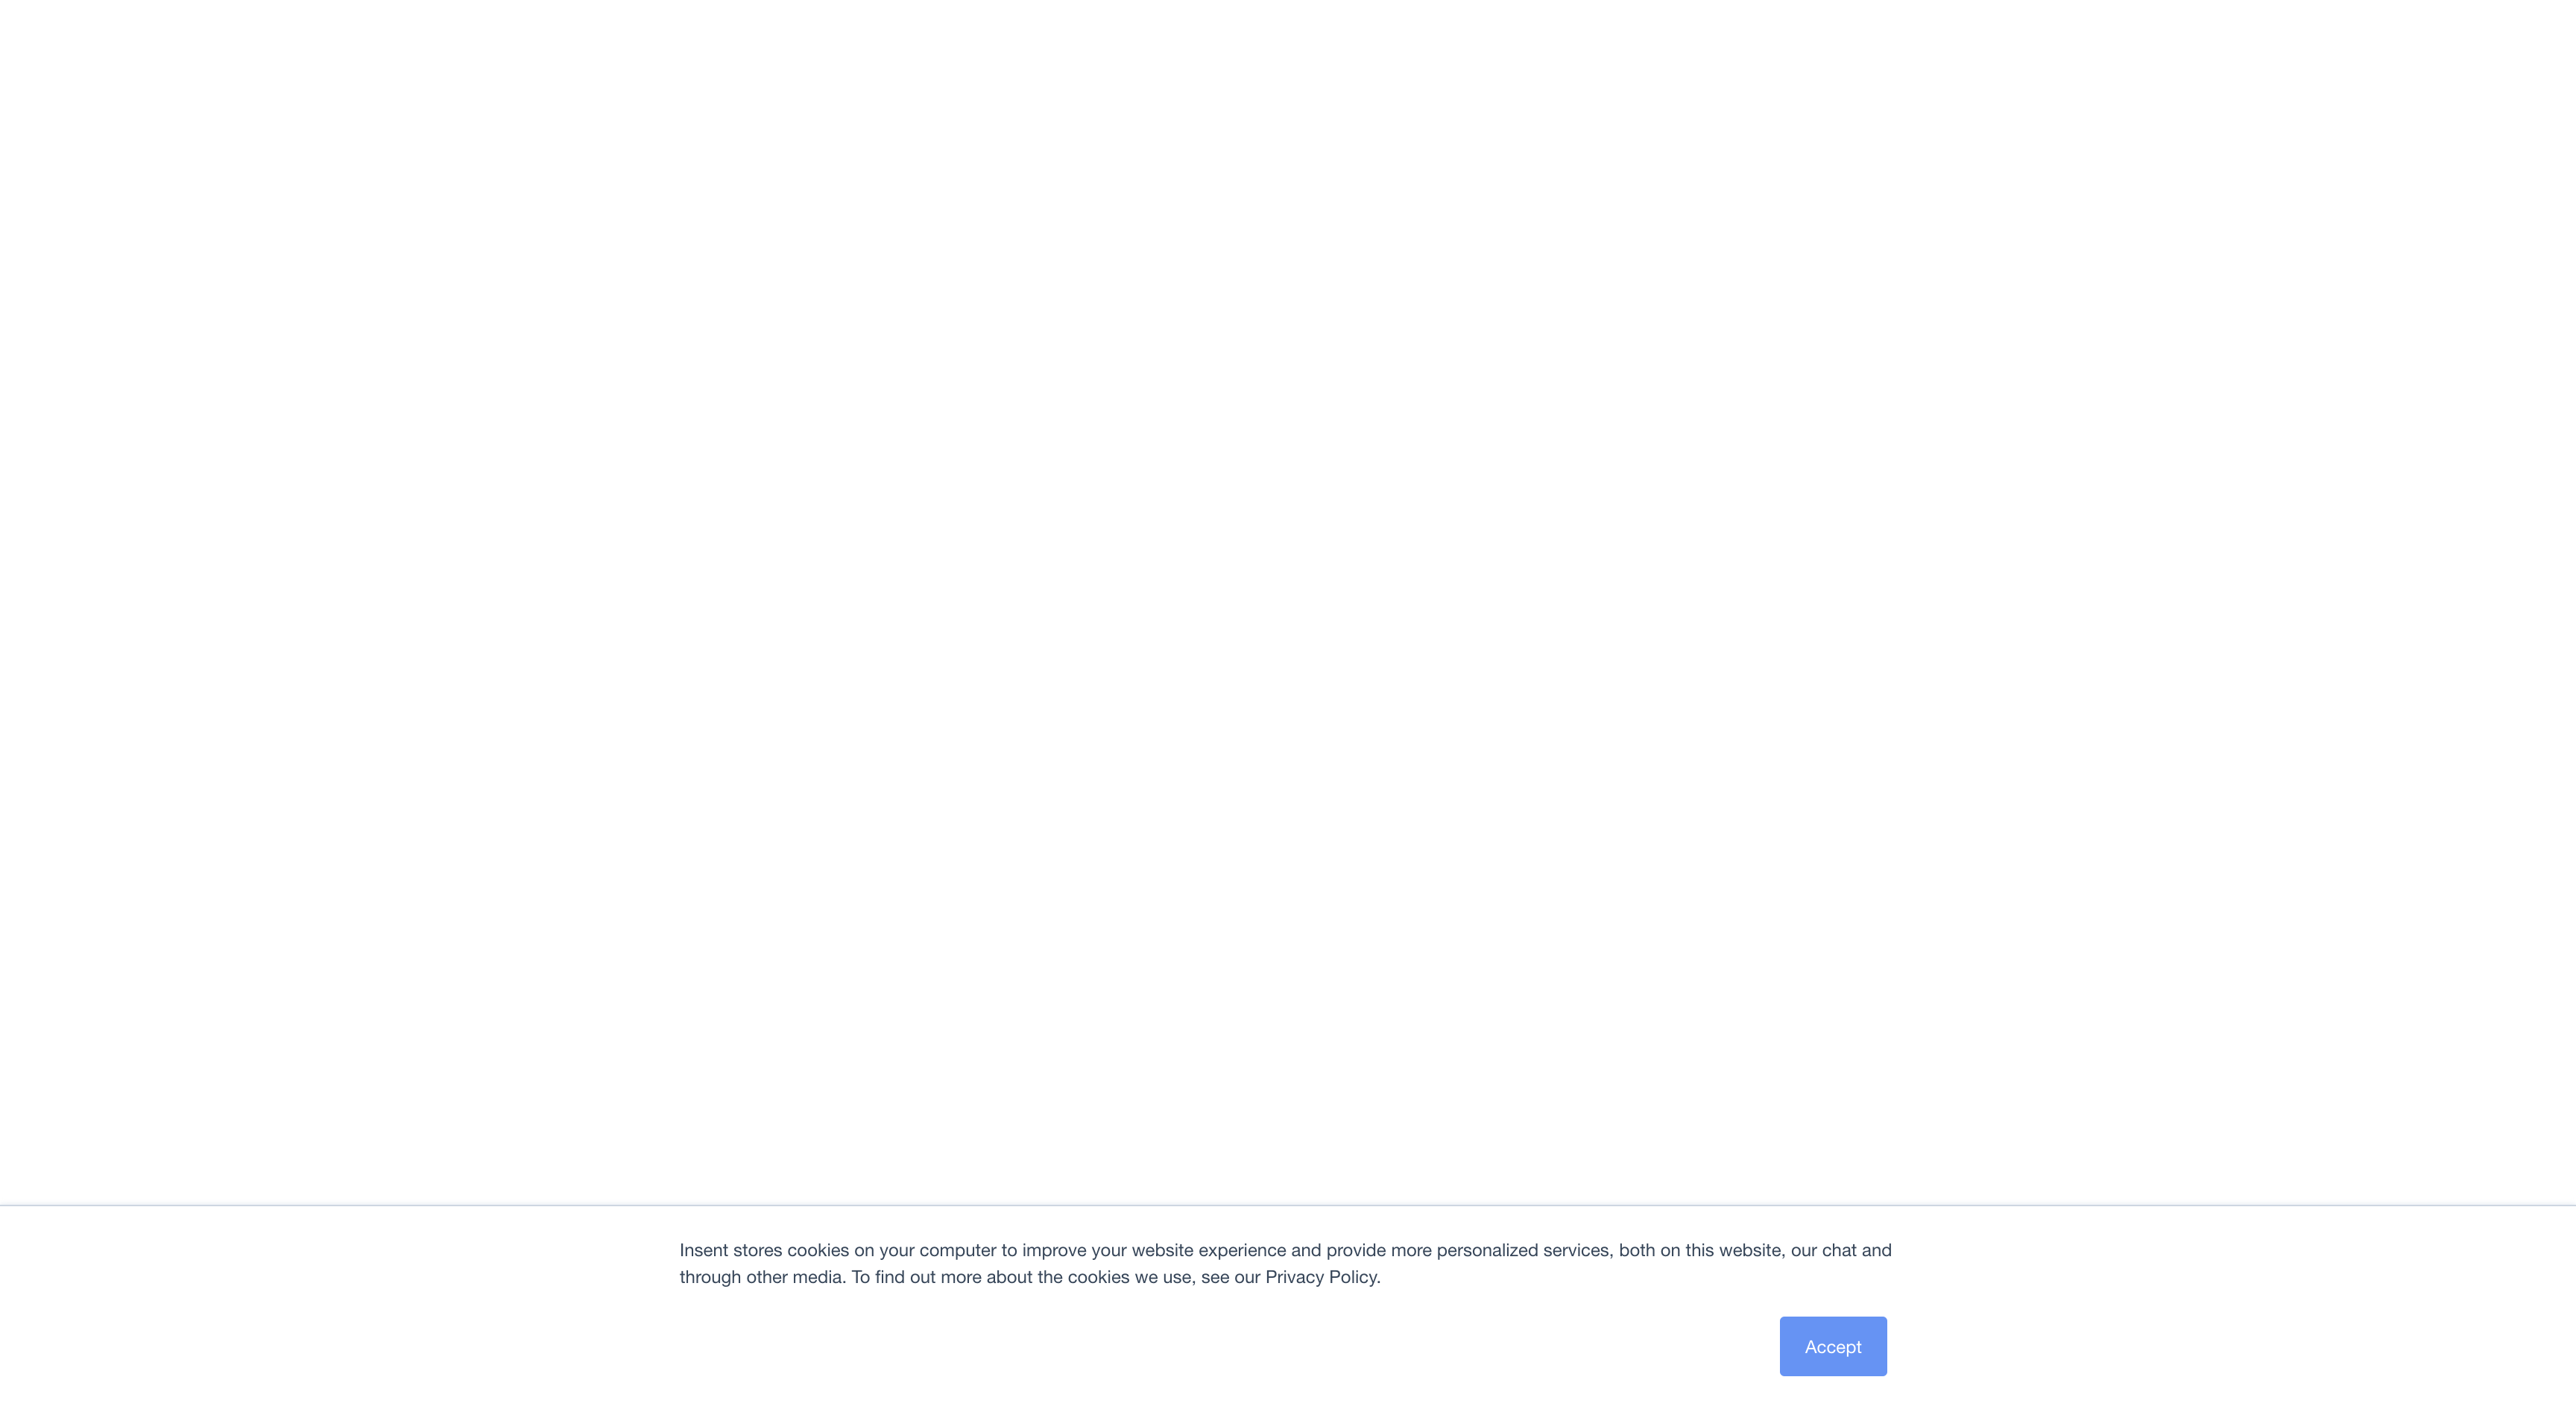 Insent stores cookies on your computer to improve your website experience and provide more personalized services, both on this website, our chat and
through other media. To find out more about the cookies we use, see our Privacy Policy.
Accept